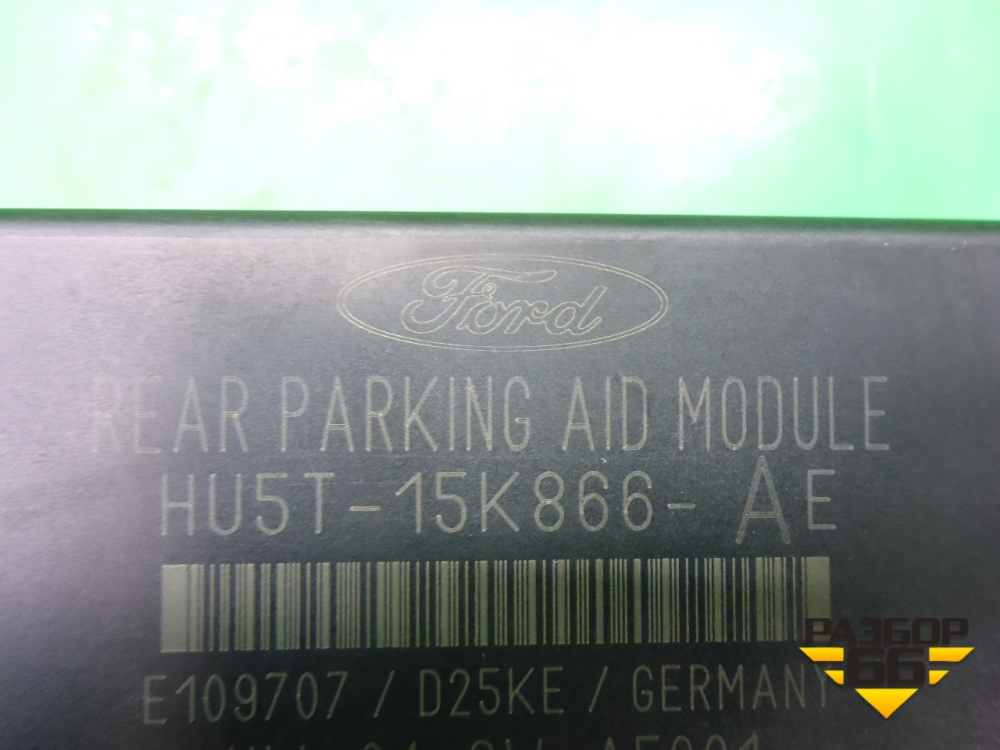 Ford
REAR PARKING AID MODULE
HU5T-15K866-AE
E109707 / D25KE / GERMANY
РАЗБОР
66